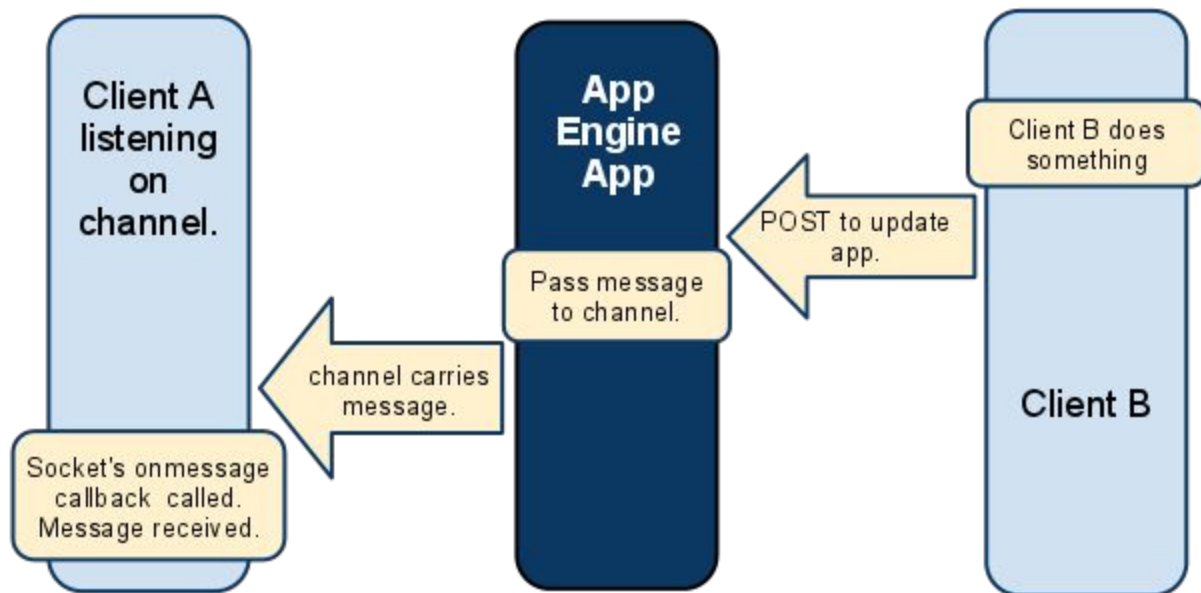 Client A
listening
on
channel.
App
Engine
App
Client B does
something
POST to update
app.
Pass message
to channel.
channel carries
message.
Client B
Socket's onmessage
callback called.
Message received.